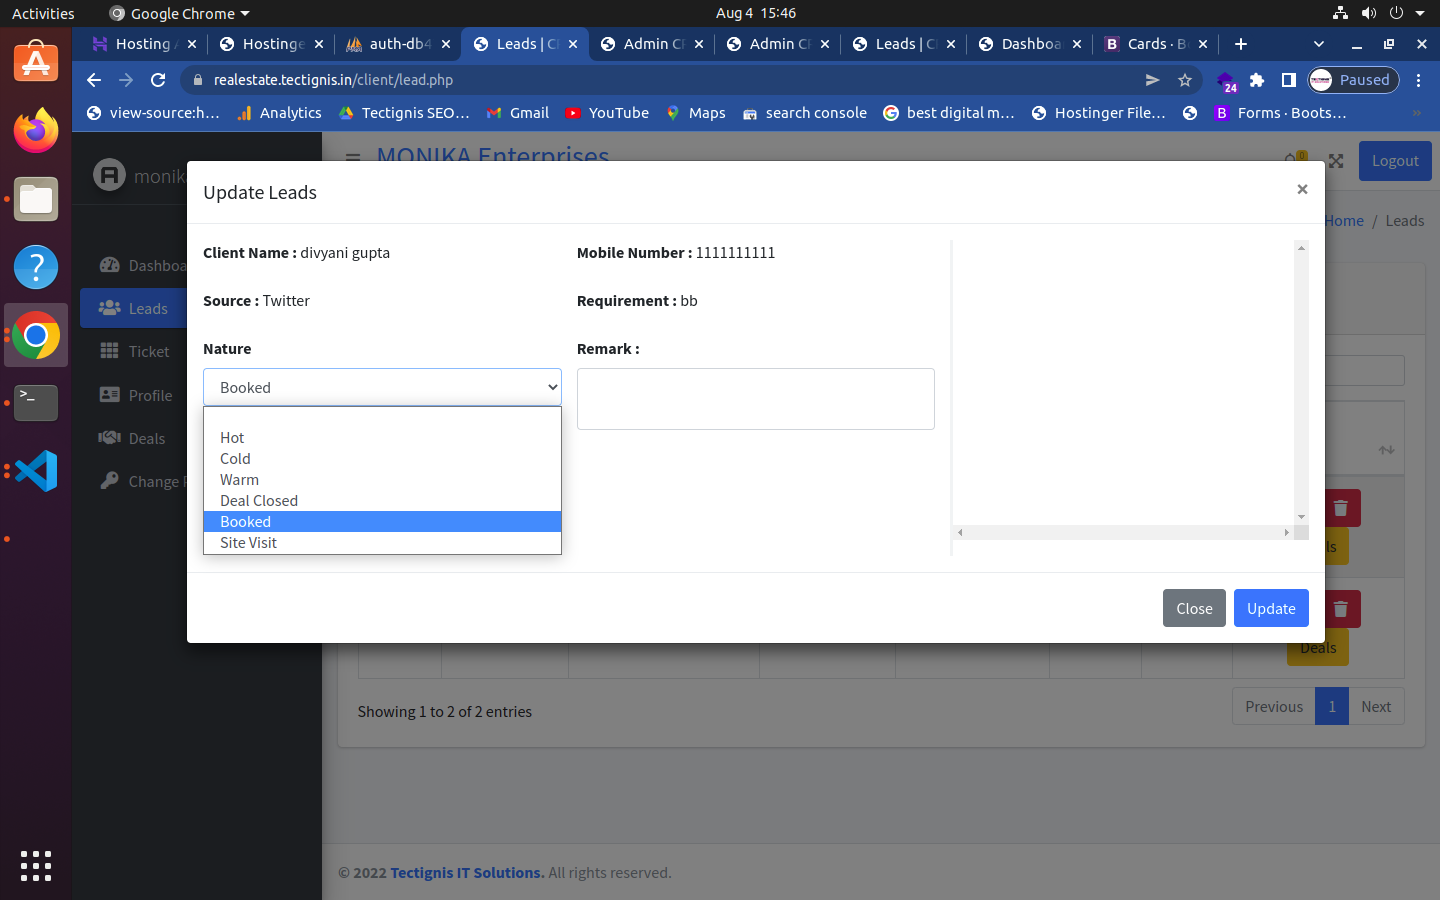 Activities
Google Chrome
Aug 4 15:46
Hosting
Hostinge
auth-db4
Leads | C
Admin C
Admin C
Leads | C
Dashboa
Cards · B
realestate.tectignis.in/client/lead.php
24
Paused
view-source:h…
Analytics
Tectignis SEO…
Gmail
YouTube
Maps
search console
best digital m…
Hostinger File…
Forms · Boots…
»
monika
MONIKA Enterprises
0
Logout
Home / Leads
Update Leads
×
Client Name : divyani gupta
Mobile Number : 1111111111
Source : Twitter
Requirement : bb
Nature
Remark :
Booked
Hot
Cold
Warm
Deal Closed
Booked
Site Visit
Close
Update
Dashboa
Leads
Ticket
Profile
Deals
Change
ls
Deals
Showing 1 to 2 of 2 entries
Previous
1
Next
© 2022 Tectignis IT Solutions. All rights reserved.